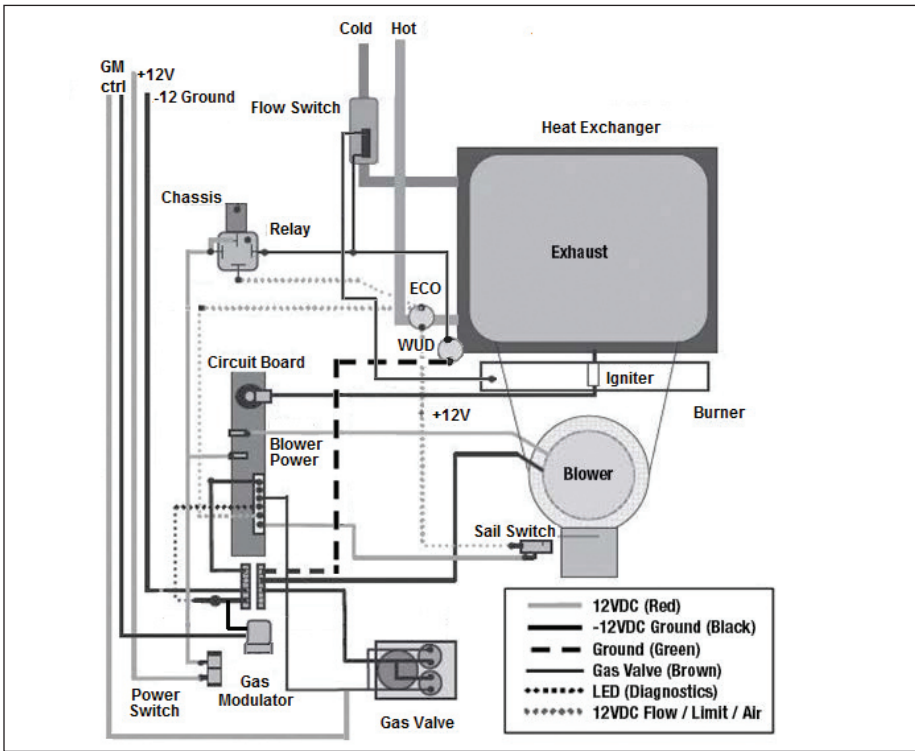 Cold Hot
GM
ctrl
+12V
-12 Ground
Flow Switch
Heat Exchanger
Chassis
Relay
Exhaust
ECO
WUD
Circuit Board
Igniter
Burner
+12V
Blower
Power
Blower
Sail Switch
Power
Switch
Gas
Modulator
Gas Valve
12VDC (Red)
-12VDC Ground (Black)
Ground (Green)
Gas Valve (Brown)
LED (Diagnostics)
12VDC Flow / Limit / Air